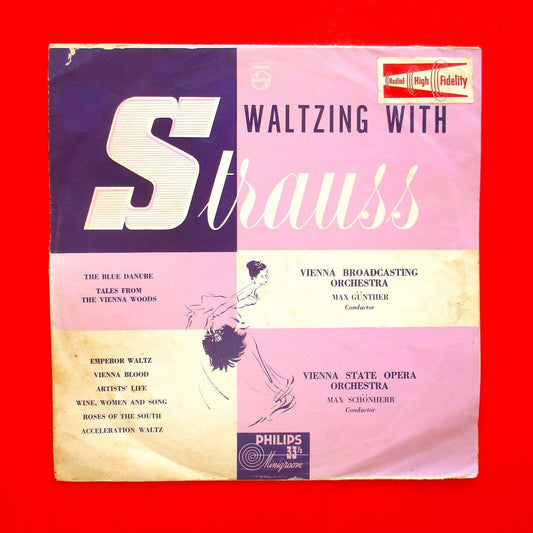 PHILIPS
Radial High Fidelity
WALTZING WITH
Strauss
THE BLUE DANUBE
TALES FROM
THE VIENNA WOODS
VIENNA BROADCASTING
ORCHESTRA
MAX GÜNTHER
Conductor
EMPEROR WALTZ
VIENNA BLOOD
ARTISTS' LIFE
WINE, WOMEN AND SONG
ROSES OF THE SOUTH
ACCELERATION WALTZ
VIENNA STATE OPERA
ORCHESTRA
MAX SCHÖNHERR
Conductor
PHILIPS
33⅓
Minigroove